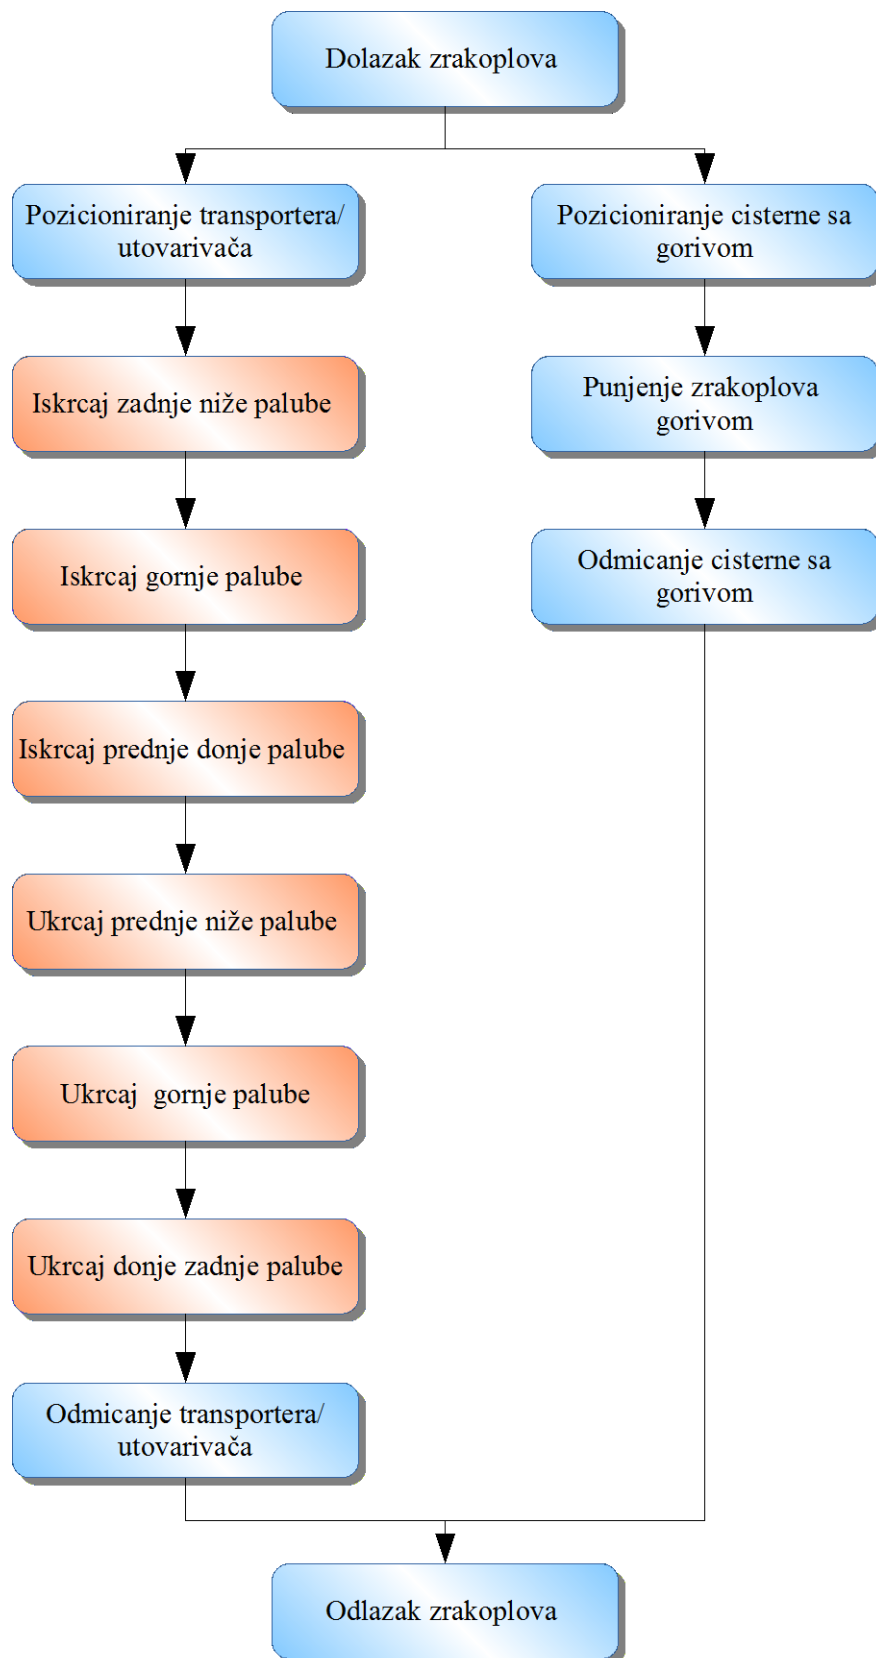 Dolazak zrakoplova
Pozicioniranje transportera/
utovarivača
Pozicioniranje cisterne sa
gorivom
Iskrcaj zadnje niže palube
Punjenje zrakoplova
gorivom
Iskrcaj gornje palube
Odmicanje cisterne sa
gorivom
Iskrcaj prednje donje palube
Ukrcaj prednje niže palube
Ukrcaj  gornje palube
Ukrcaj donje zadnje palube
Odmicanje transportera/
utovarivača
Odlazak zrakoplova